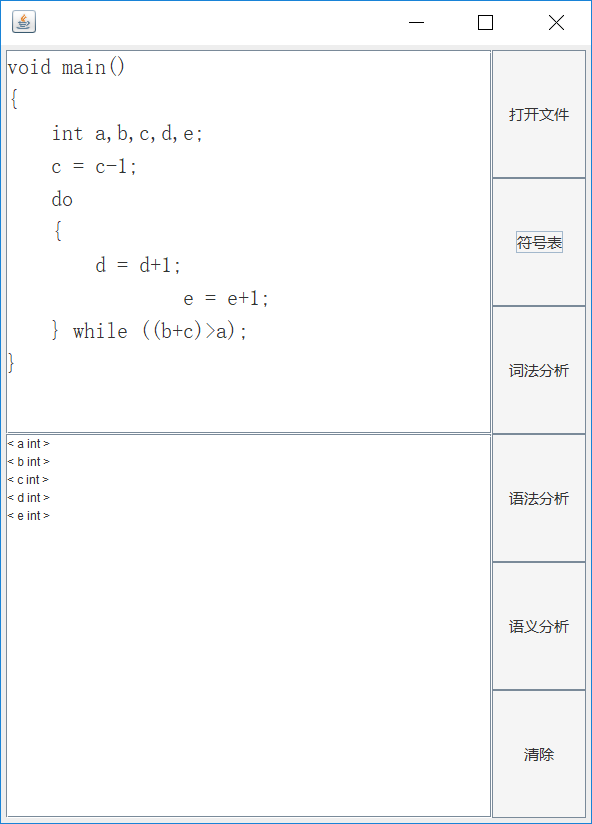 void main()
{
    int a,b,c,d,e;
    c = c-1;
    do
    {
        d = d+1;
                e = e+1;
    } while ((b+c)>a);
}
< a int >
< b int >
< c int >
< d int >
< e int >
打开文件
符号表
词法分析
语法分析
语义分析
清除